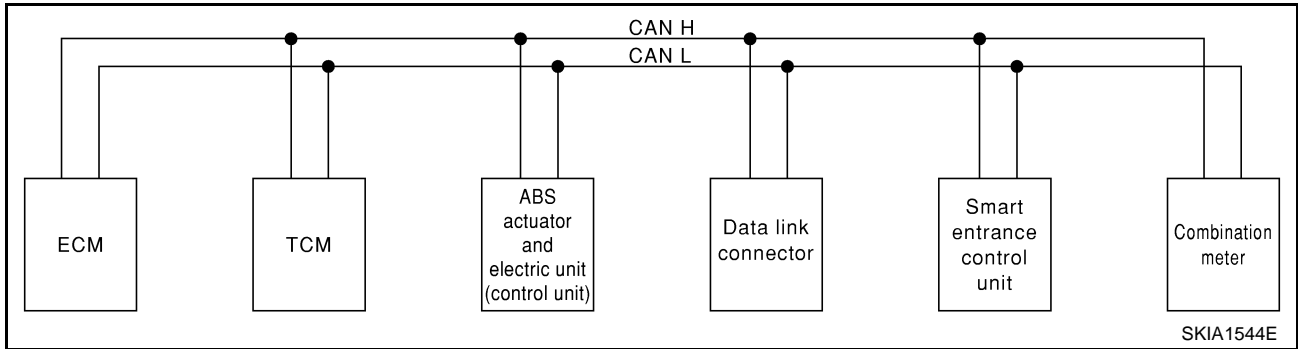 CAN H
CAN L
ECM
TCM
ABS
actuator
and
electric unit
(control unit)
Data link
connector
Smart
entrance
control
unit
Combination
meter
SKIA1544E